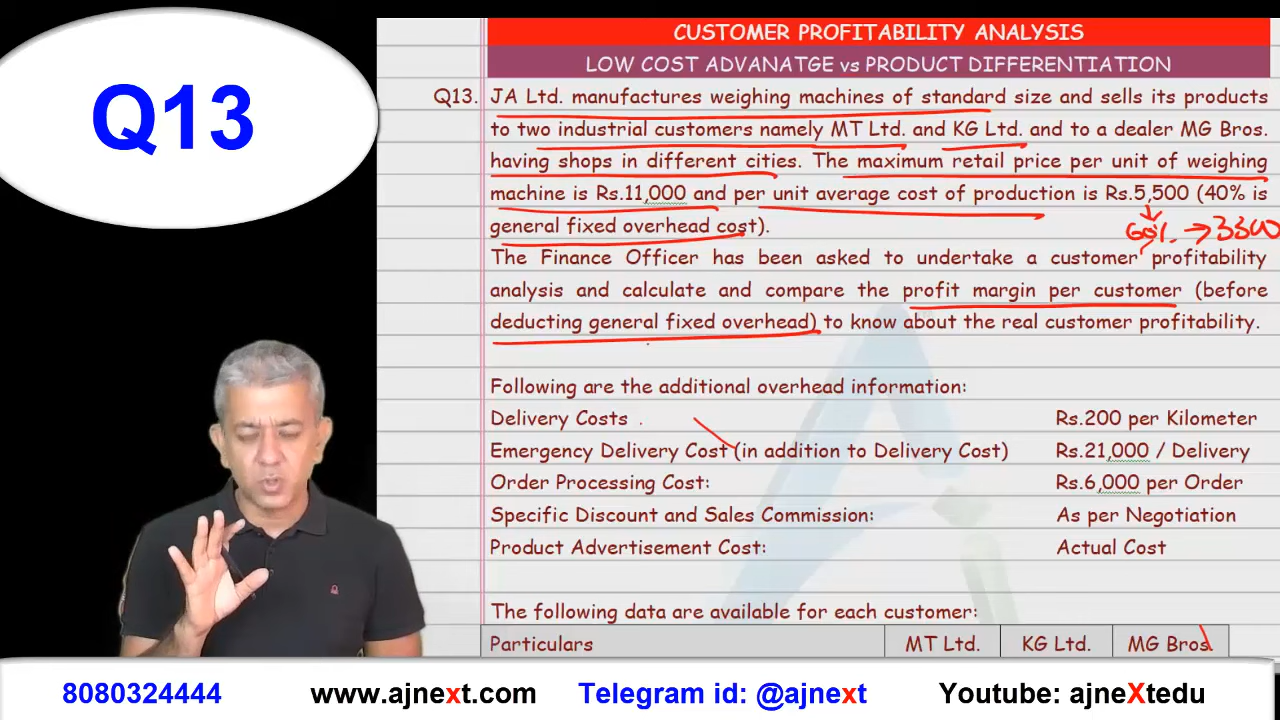 Q13
CUSTOMER PROFITABILITY ANALYSIS
LOW COST ADVANATGE vs PRODUCT DIFFERENTIATION
Q13. JA Ltd. manufactures weighing machines of standard size and sells its products
to two industrial customers namely MT Ltd. and KG Ltd. and to a dealer MG Bros.
having shops in different cities. The maximum retail price per unit of weighing
machine is Rs.11,000 and per unit average cost of production is Rs.5,500 (40% is
general fixed overhead cost).
60% → 3300
The Finance Officer has been asked to undertake a customer profitability
analysis and calculate and compare the profit margin per customer (before
deducting general fixed overhead) to know about the real customer profitability.
Following are the additional overhead information:
Delivery Costs Rs.200 per Kilometer
Emergency Delivery Cost (in addition to Delivery Cost) Rs.21,000 / Delivery
Order Processing Cost: Rs.6,000 per Order
Specific Discount and Sales Commission: As per Negotiation
Product Advertisement Cost: Actual Cost
The following data are available for each customer:
Particulars MT Ltd. KG Ltd. MG Bros.
8080324444 www.ajnext.com Telegram id: @ajnext Youtube: ajneXtedu